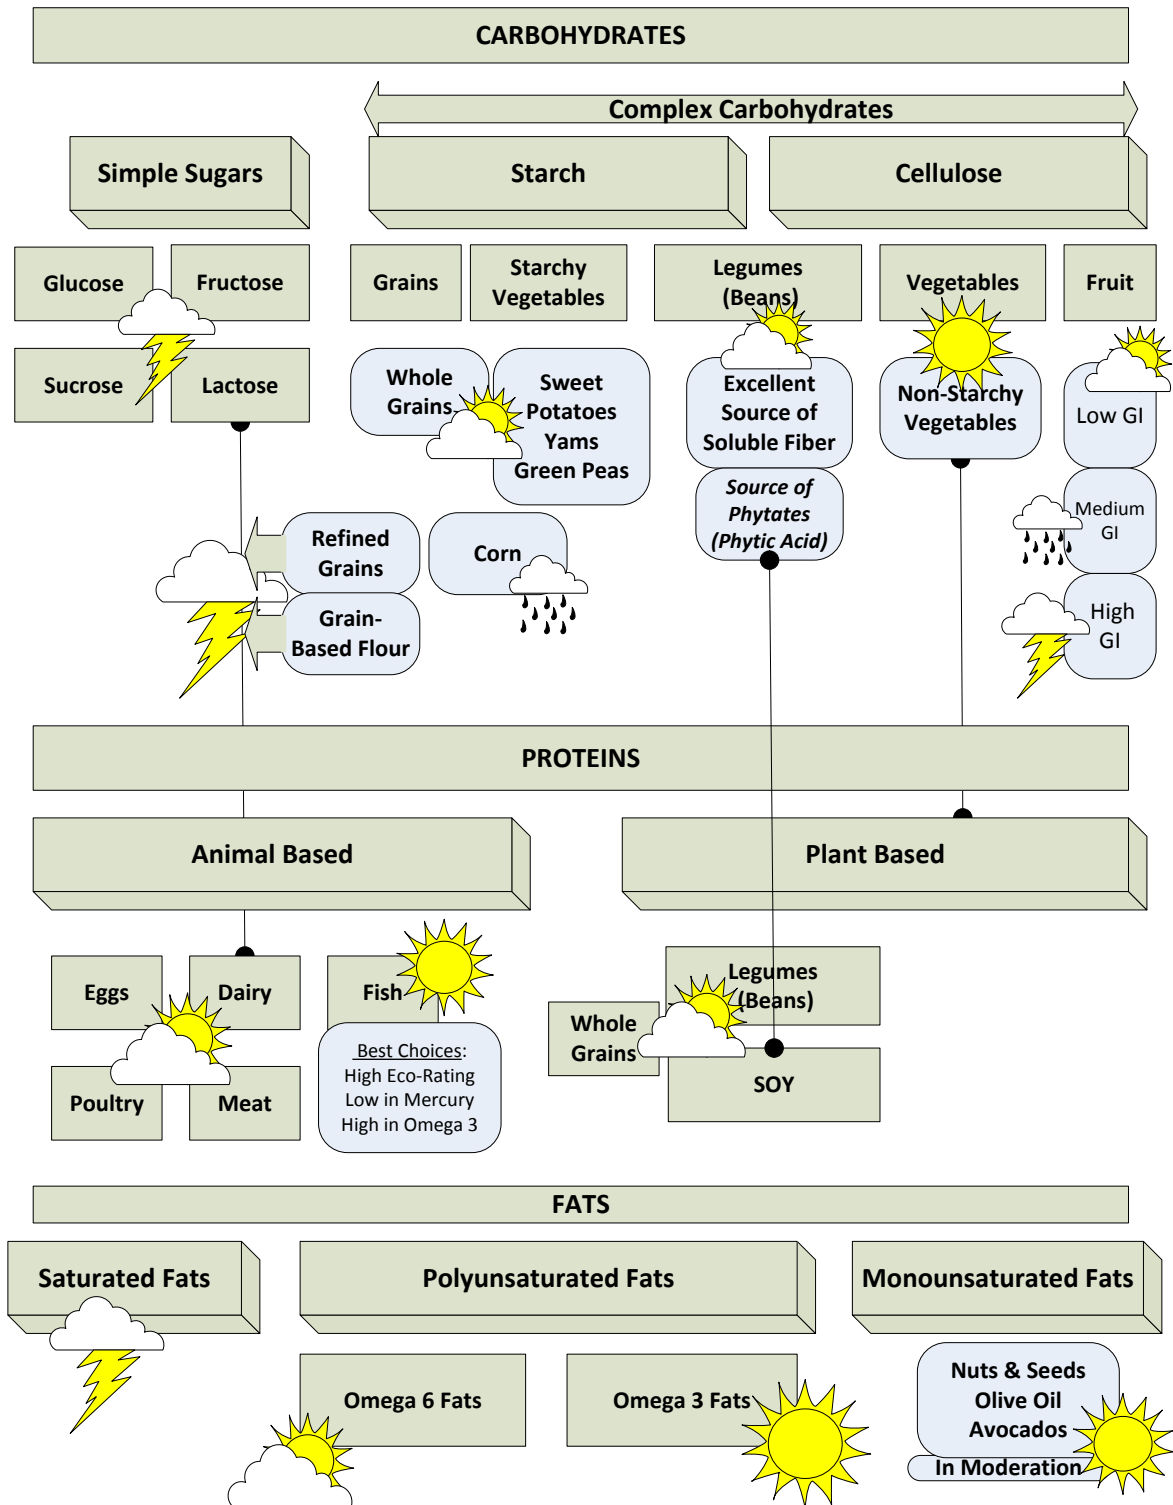 CARBOHYDRATES
Complex Carbohydrates
Simple Sugars
Starch
Cellulose
Glucose
Fructose
Sucrose
Lactose
Grains
Starchy
Vegetables
Legumes
(Beans)
Vegetables
Fruit
Whole
Grains
Sweet
Potatoes
Yams
Green Peas
Excellent
Source of
Soluble Fiber
Source of
Phytates
(Phytic Acid)
Non-Starchy
Vegetables
Low GI
Medium
GI
High
GI
Refined
Grains
Corn
Grain-
Based Flour
PROTEINS
Animal Based
Plant Based
Eggs
Dairy
Fish
Poultry
Meat
Best Choices:
High Eco-Rating
Low in Mercury
High in Omega 3
Legumes
(Beans)
Whole
Grains
SOY
FATS
Saturated Fats
Polyunsaturated Fats
Monounsaturated Fats
Omega 6 Fats
Omega 3 Fats
Nuts & Seeds
Olive Oil
Avocados
In Moderation